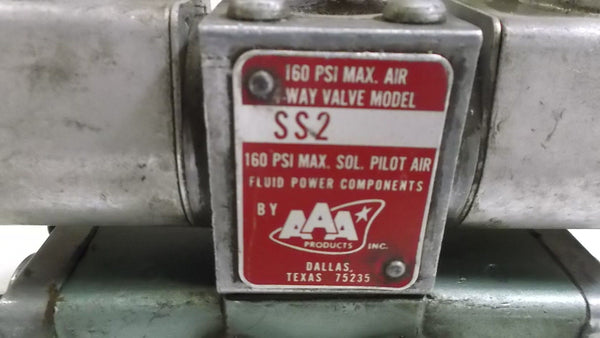 160 PSI MAX. AIR
WAY VALVE MODEL
SS2
160 PSI MAX. SOL. PILOT AIR
FLUID POWER COMPONENTS
BY AAA
PRODUCTS INC.
DALLAS,
TEXAS 75235